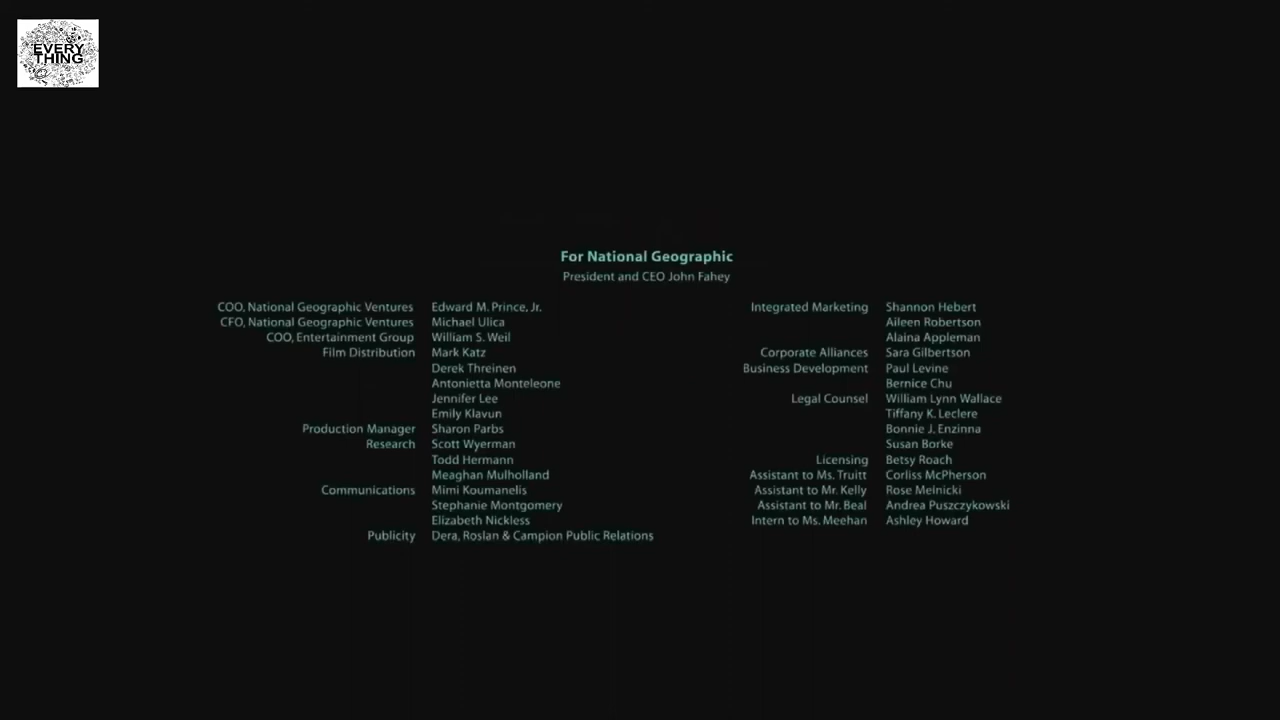 EVERY
THING
For National Geographic
President and CEO John Fahey
COO, National Geographic Ventures Edward M. Prince, Jr.
CFO, National Geographic Ventures Michael Ulica
COO, Entertainment Group William S. Weil
Film Distribution Mark Katz
Derek Threinen
Antonietta Monteleone
Jennifer Lee
Emily Klavun
Production Manager Sharon Parbs
Research Scott Wyerman
Todd Hermann
Meaghan Mulholland
Communications Mimi Koumanelis
Stephanie Montgomery
Elizabeth Nickless
Publicity Dera, Roslan & Campion Public Relations
Integrated Marketing Shannon Hebert
Aileen Robertson
Alaina Appleman
Corporate Alliances Sara Gilbertson
Business Development Paul Levine
Bernice Chu
Legal Counsel William Lynn Wallace
Tiffany K. Leclere
Bonnie J. Enzinna
Susan Borke
Licensing Betsy Roach
Assistant to Ms. Truitt Corliss McPherson
Assistant to Mr. Kelly Rose Melnicki
Assistant to Mr. Beal Andrea Puszczykowski
Intern to Ms. Meehan Ashley Howard